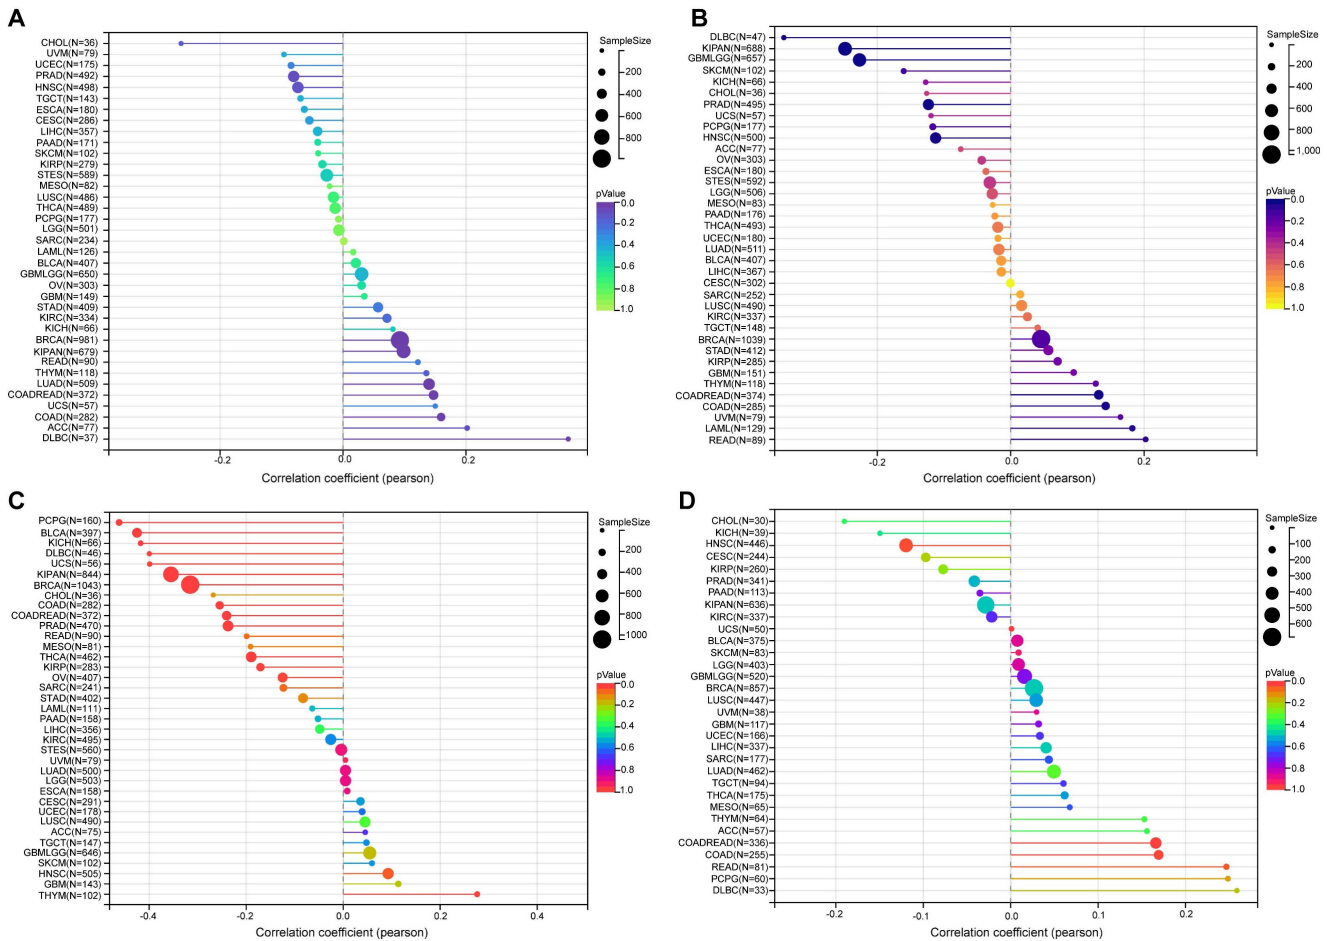 A
CHOL(N=36)
UVM(N=79)
UCEC(N=175)
PRAD(N=492)
HNSC(N=498)
TGCT(N=143)
ESCA(N=180)
CESC(N=286)
LIHC(N=357)
PAAD(N=171)
SKCM(N=102)
KIRP(N=279)
STES(N=589)
MESO(N=82)
LUSC(N=486)
THCA(N=489)
PCPG(N=177)
LGG(N=501)
SARC(N=234)
LAML(N=126)
BLCA(N=407)
GBMLGG(N=650)
OV(N=303)
GBM(N=149)
STAD(N=409)
KIRC(N=334)
KICH(N=66)
BRCA(N=981)
KIPAN(N=679)
READ(N=90)
THYM(N=118)
LUAD(N=509)
COADREAD(N=372)
UCS(N=57)
COAD(N=282)
ACC(N=77)
DLBC(N=37)
-0.2
0.0
0.2
Correlation coefficient (pearson)
SampleSize
200
400
600
800
pValue
0.0
0.2
0.4
0.6
0.8
1.0
B
DLBC(N=47)
KIPAN(N=688)
GBMLGG(N=657)
SKCM(N=102)
KICH(N=66)
CHOL(N=36)
PRAD(N=495)
UCS(N=57)
PCPG(N=177)
HNSC(N=500)
ACC(N=77)
OV(N=303)
ESCA(N=180)
STES(N=592)
LGG(N=506)
MESO(N=83)
PAAD(N=176)
THCA(N=493)
UCEC(N=180)
LUAD(N=511)
BLCA(N=407)
LIHC(N=367)
CESC(N=302)
SARC(N=252)
LUSC(N=490)
KIRC(N=337)
TGCT(N=148)
BRCA(N=1039)
STAD(N=412)
KIRP(N=285)
GBM(N=151)
THYM(N=118)
COADREAD(N=374)
COAD(N=285)
UVM(N=79)
LAML(N=129)
READ(N=89)
-0.2
0.0
0.2
Correlation coefficient (pearson)
SampleSize
200
400
600
800
1,000
pValue
0.0
0.2
0.4
0.6
0.8
1.0
C
PCPG(N=160)
BLCA(N=397)
KICH(N=66)
DLBC(N=46)
UCS(N=56)
KIPAN(N=844)
BRCA(N=1043)
CHOL(N=36)
COAD(N=282)
COADREAD(N=372)
PRAD(N=470)
READ(N=90)
MESO(N=81)
THCA(N=462)
KIRP(N=283)
OV(N=407)
SARC(N=241)
STAD(N=402)
LAML(N=111)
PAAD(N=158)
LIHC(N=356)
KIRC(N=495)
STES(N=560)
UVM(N=79)
LUAD(N=500)
LGG(N=503)
ESCA(N=158)
CESC(N=291)
UCEC(N=178)
LUSC(N=490)
ACC(N=75)
TGCT(N=147)
GBMLGG(N=646)
SKCM(N=102)
HNSC(N=505)
GBM(N=143)
THYM(N=102)
-0.4
-0.2
0.0
0.2
0.4
Correlation coefficient (pearson)
SampleSize
200
400
600
800
1000
pValue
0.0
0.2
0.4
0.6
0.8
1.0
D
CHOL(N=30)
KICH(N=39)
HNSC(N=446)
CESC(N=244)
KIRP(N=260)
PRAD(N=341)
PAAD(N=113)
KIPAN(N=636)
KIRC(N=337)
UCS(N=50)
BLCA(N=375)
SKCM(N=83)
LGG(N=403)
GBMLGG(N=520)
BRCA(N=857)
LUSC(N=447)
UVM(N=38)
GBM(N=117)
UCEC(N=166)
LIHC(N=337)
SARC(N=177)
LUAD(N=462)
TGCT(N=94)
THCA(N=175)
MESO(N=65)
THYM(N=64)
ACC(N=57)
COADREAD(N=336)
COAD(N=255)
READ(N=81)
PCPG(N=60)
DLBC(N=33)
-0.2
-0.1
0.0
0.1
0.2
Correlation coefficient (pearson)
SampleSize
100
200
300
400
500
600
pValue
0.0
0.2
0.4
0.6
0.8
1.0